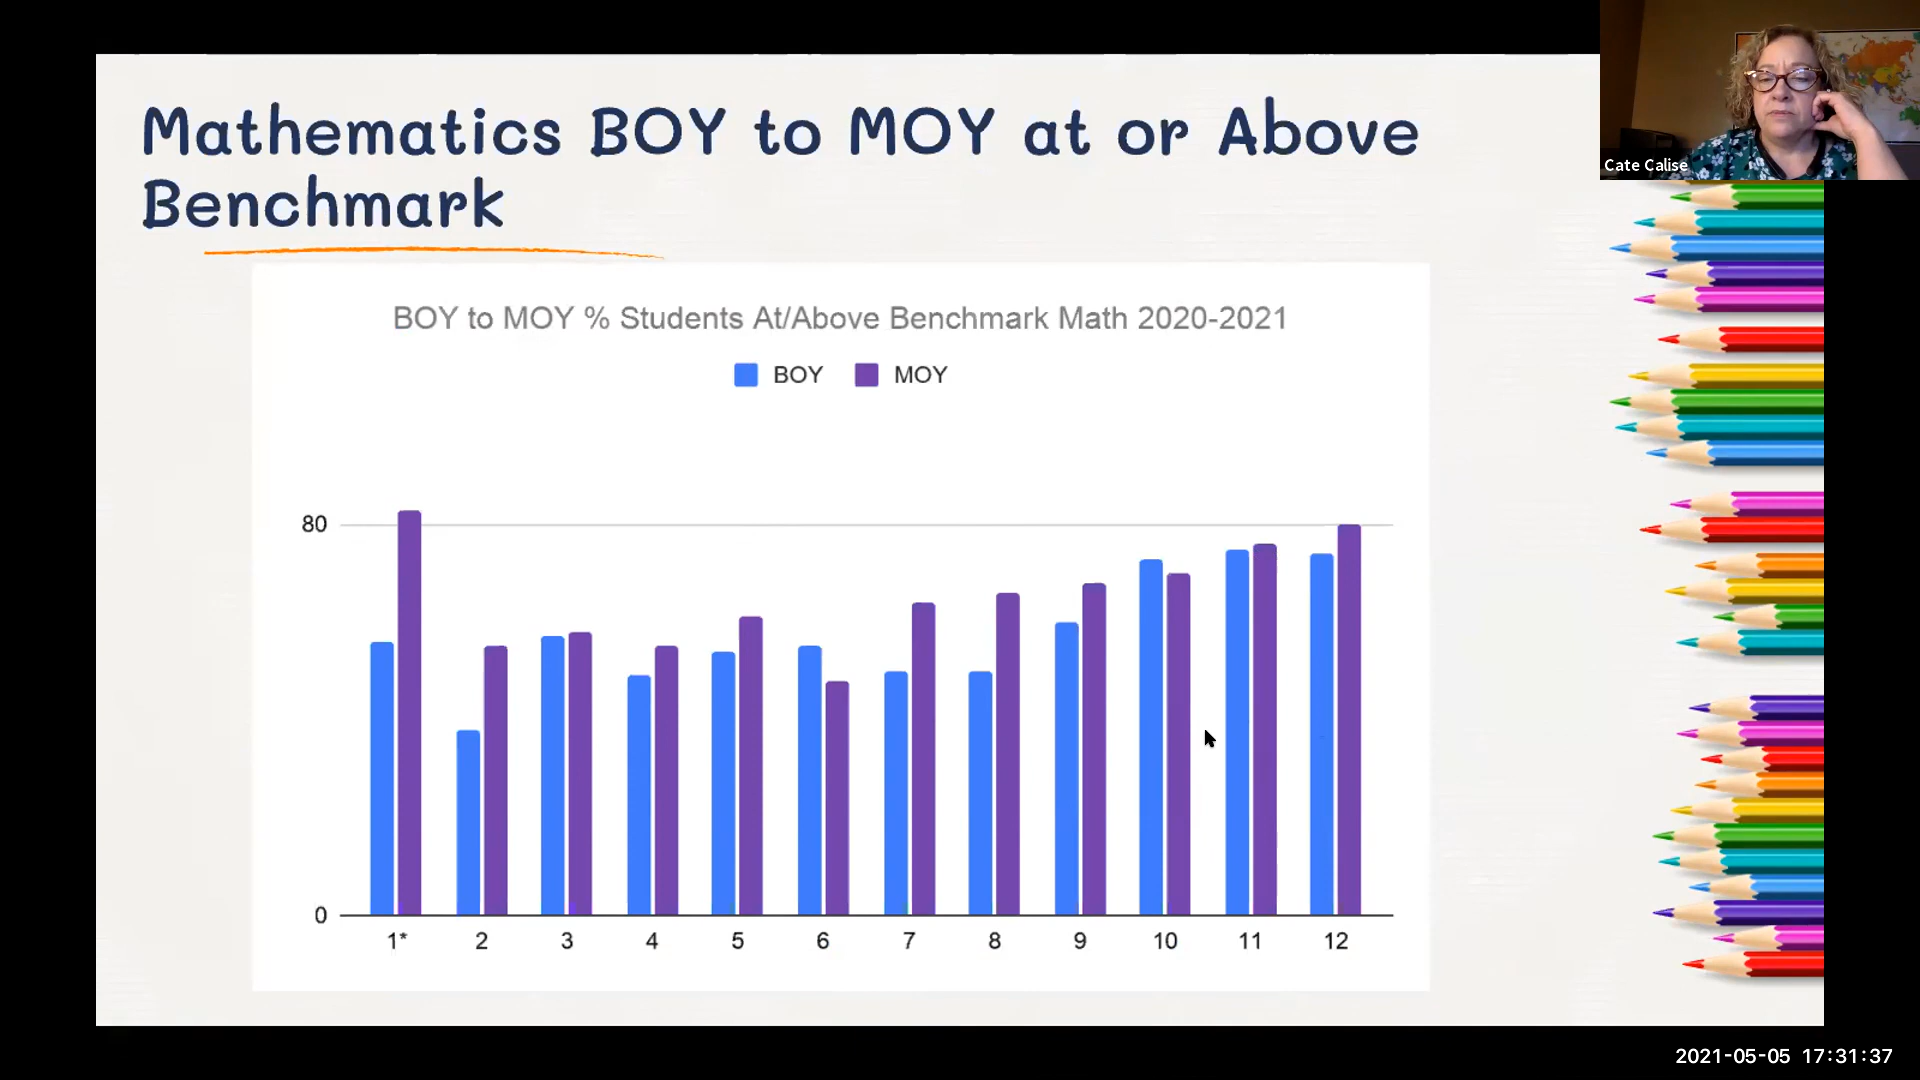 Mathematics BOY to MOY at or Above
Benchmark
Cate Calise
BOY to MOY % Students At/Above Benchmark Math 2020-2021
BOY MOY
80
0
1* 2 3 4 5 6 7 8 9 10 11 12
2021-05-05 17:31:37